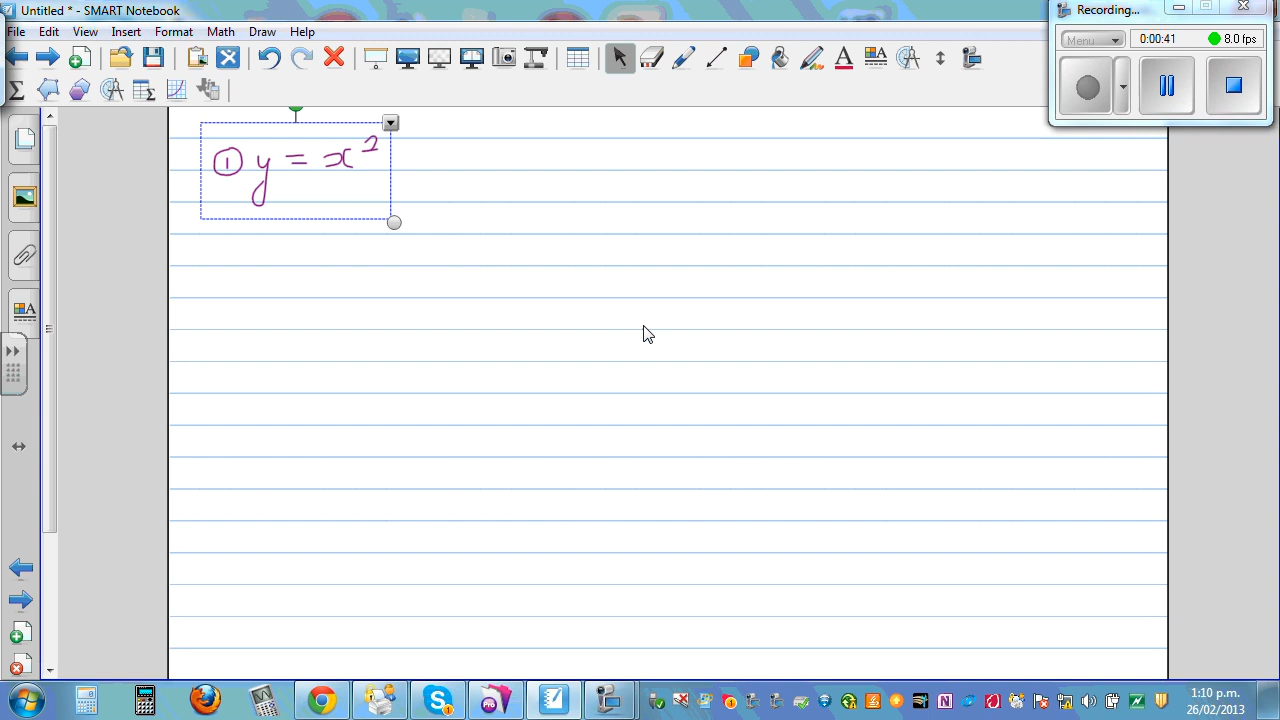 Untitled * - SMART Notebook
Recording...
File Edit View Insert Format Math Draw Help
Menu 0:00:41 8.0 fps
① y = x²
1:10 p.m.
26/02/2013